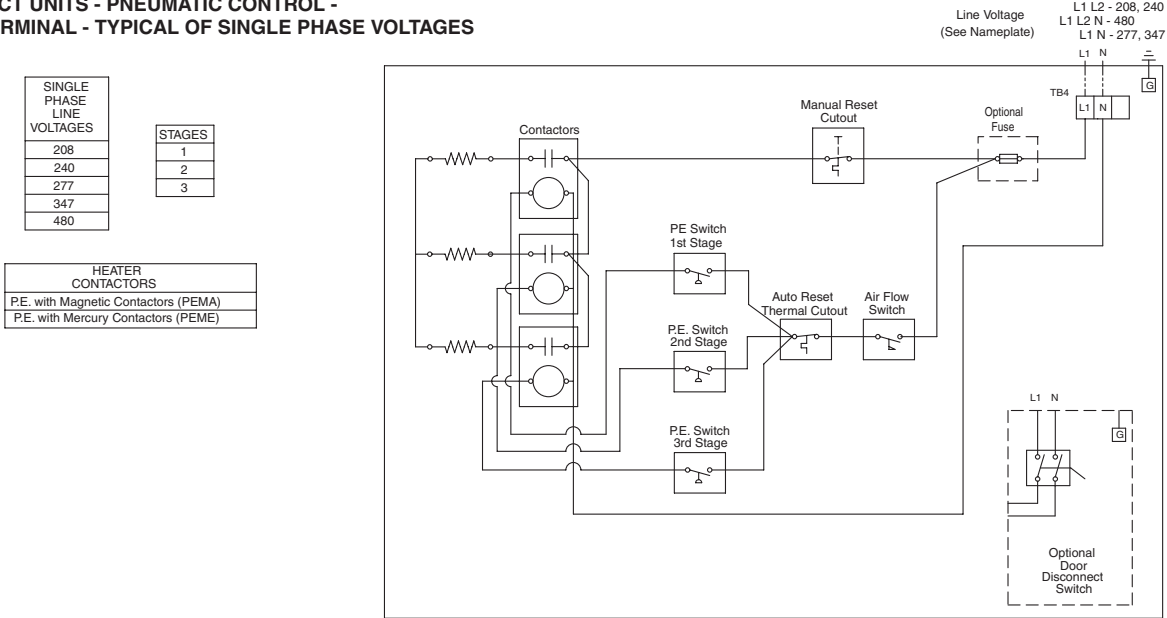 CT UNITS - PNEUMATIC CONTROL -
RMINAL - TYPICAL OF SINGLE PHASE VOLTAGES
Line Voltage
(See Nameplate)
L1 L2 - 208, 240
L1 L2 N - 480
L1 N - 277, 347
L1 N
G
TB4
L1 N
SINGLE
PHASE
LINE
VOLTAGES
208
240
277
347
480
STAGES
1
2
3
HEATER
CONTACTORS
P.E. with Magnetic Contactors (PEMA)
P.E. with Mercury Contactors (PEME)
Contactors
Manual Reset
Cutout
Optional
Fuse
PE Switch
1st Stage
Auto Reset
Thermal Cutout
Air Flow
Switch
P.E. Switch
2nd Stage
P.E. Switch
3rd Stage
L1 N
G
Optional
Door
Disconnect
Switch